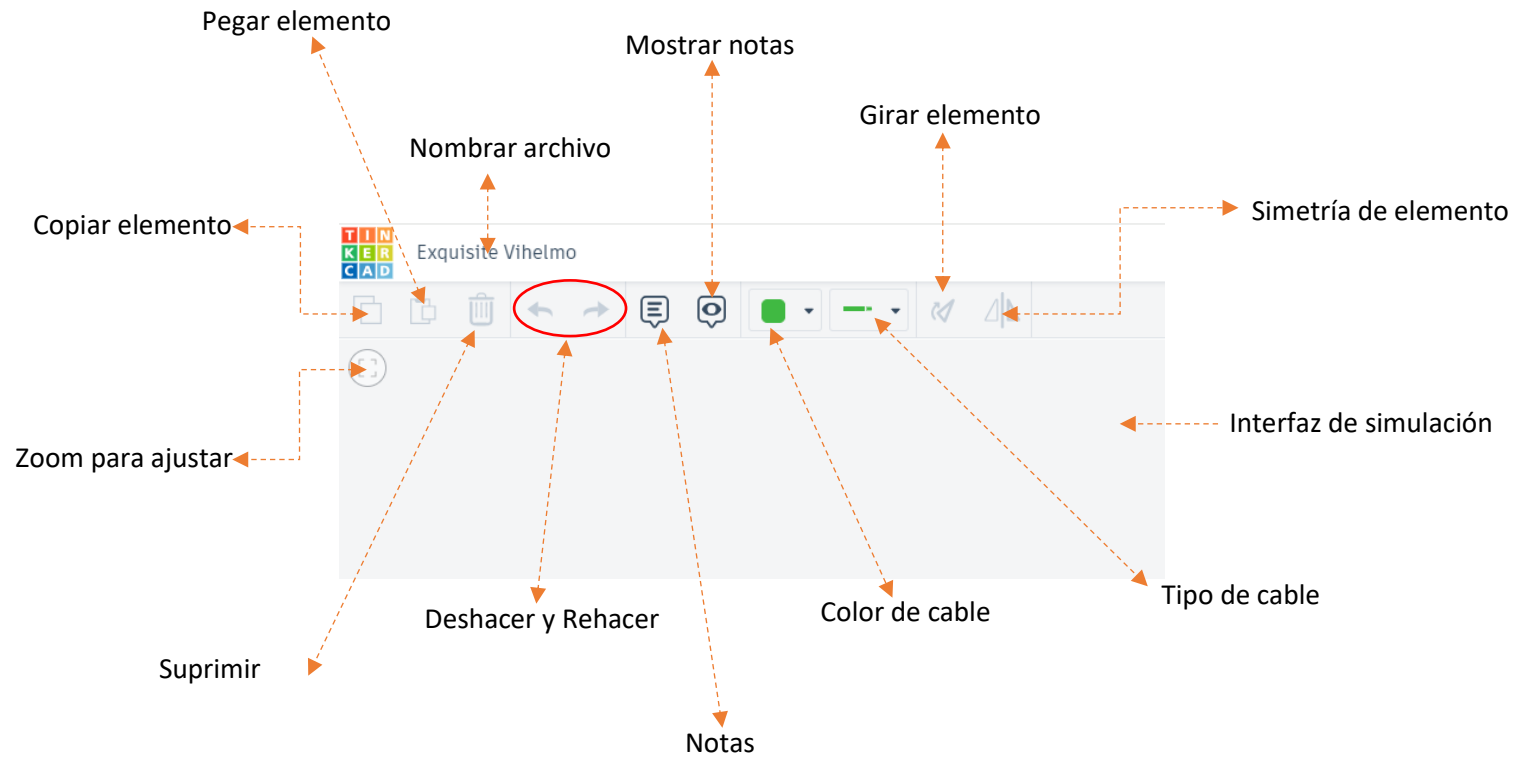 Pegar elemento
Mostrar notas
Girar elemento
Nombrar archivo
Simetría de elemento
Copiar elemento
TIN
KER
CAD
Exquisite Vihelmo
Interfaz de simulación
Zoom para ajustar
Tipo de cable
Color de cable
Deshacer y Rehacer
Suprimir
Notas